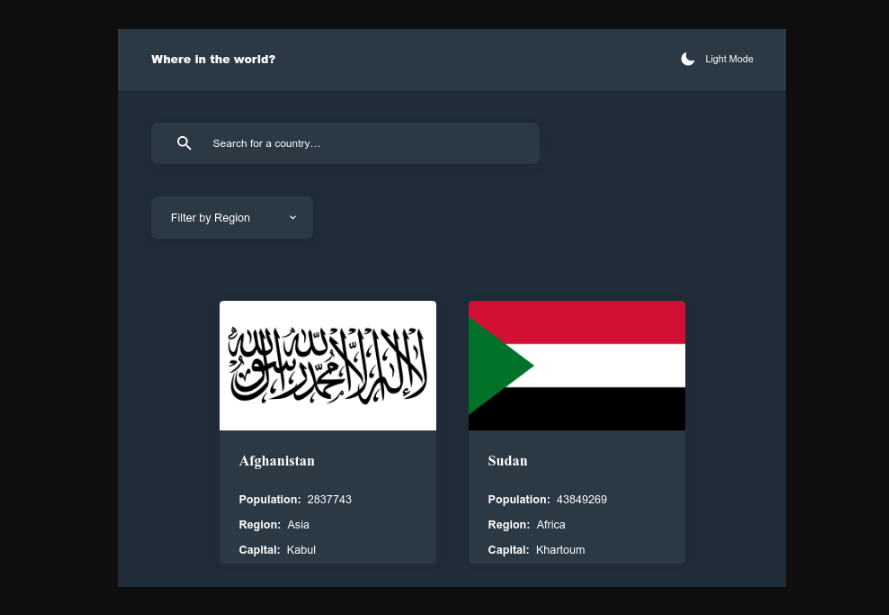 Where in the world?
Light Mode
Search for a country...
Filter by Region
لا إله إلا الله محمد رسول الله
Afghanistan
Sudan
Population: 2837743
Population: 43849269
Region: Asia
Region: Africa
Capital: Kabul
Capital: Khartoum